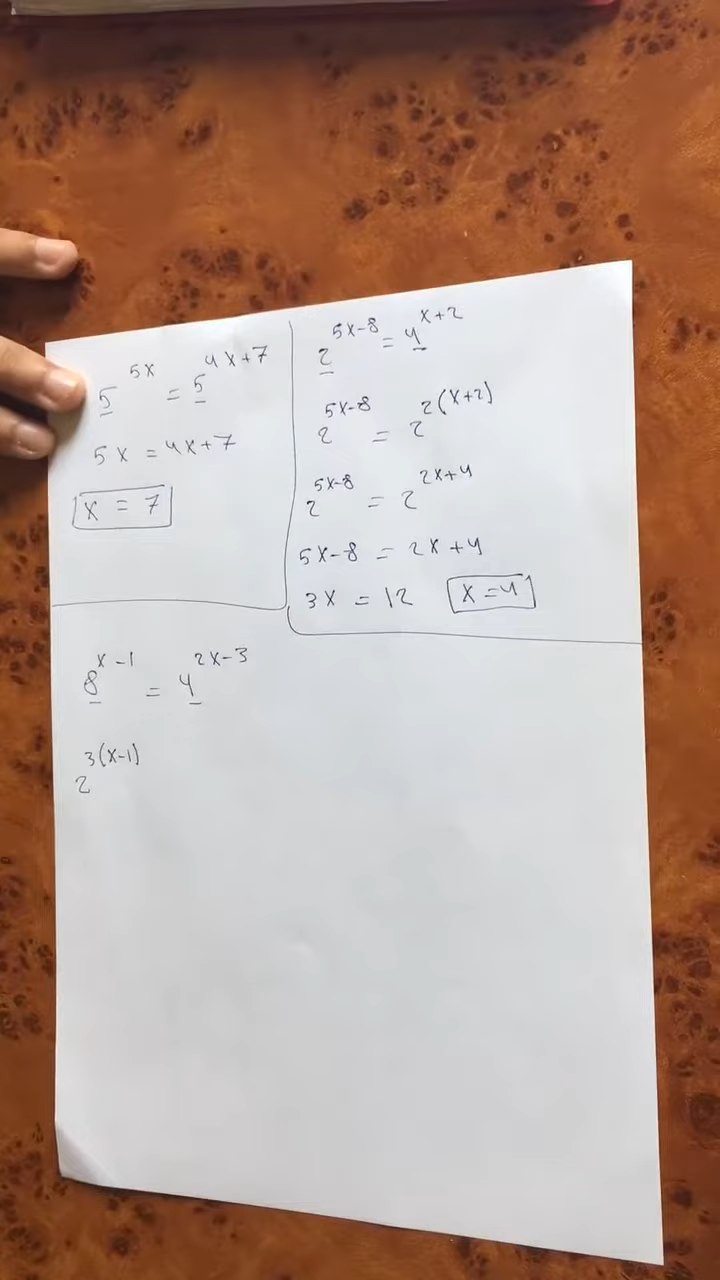 5^{5x} = 5^{4x+7}
5x = 4x+7
x = 7
2^{5x-8} = 4^{x+2}
2^{5x-8} = 2^{2(x+2)}
2^{5x-8} = 2^{2x+4}
5x-8 = 2x+4
3x = 12 x=4
8^{x-1} = 4^{2x-3}
2^{3(x-1)}